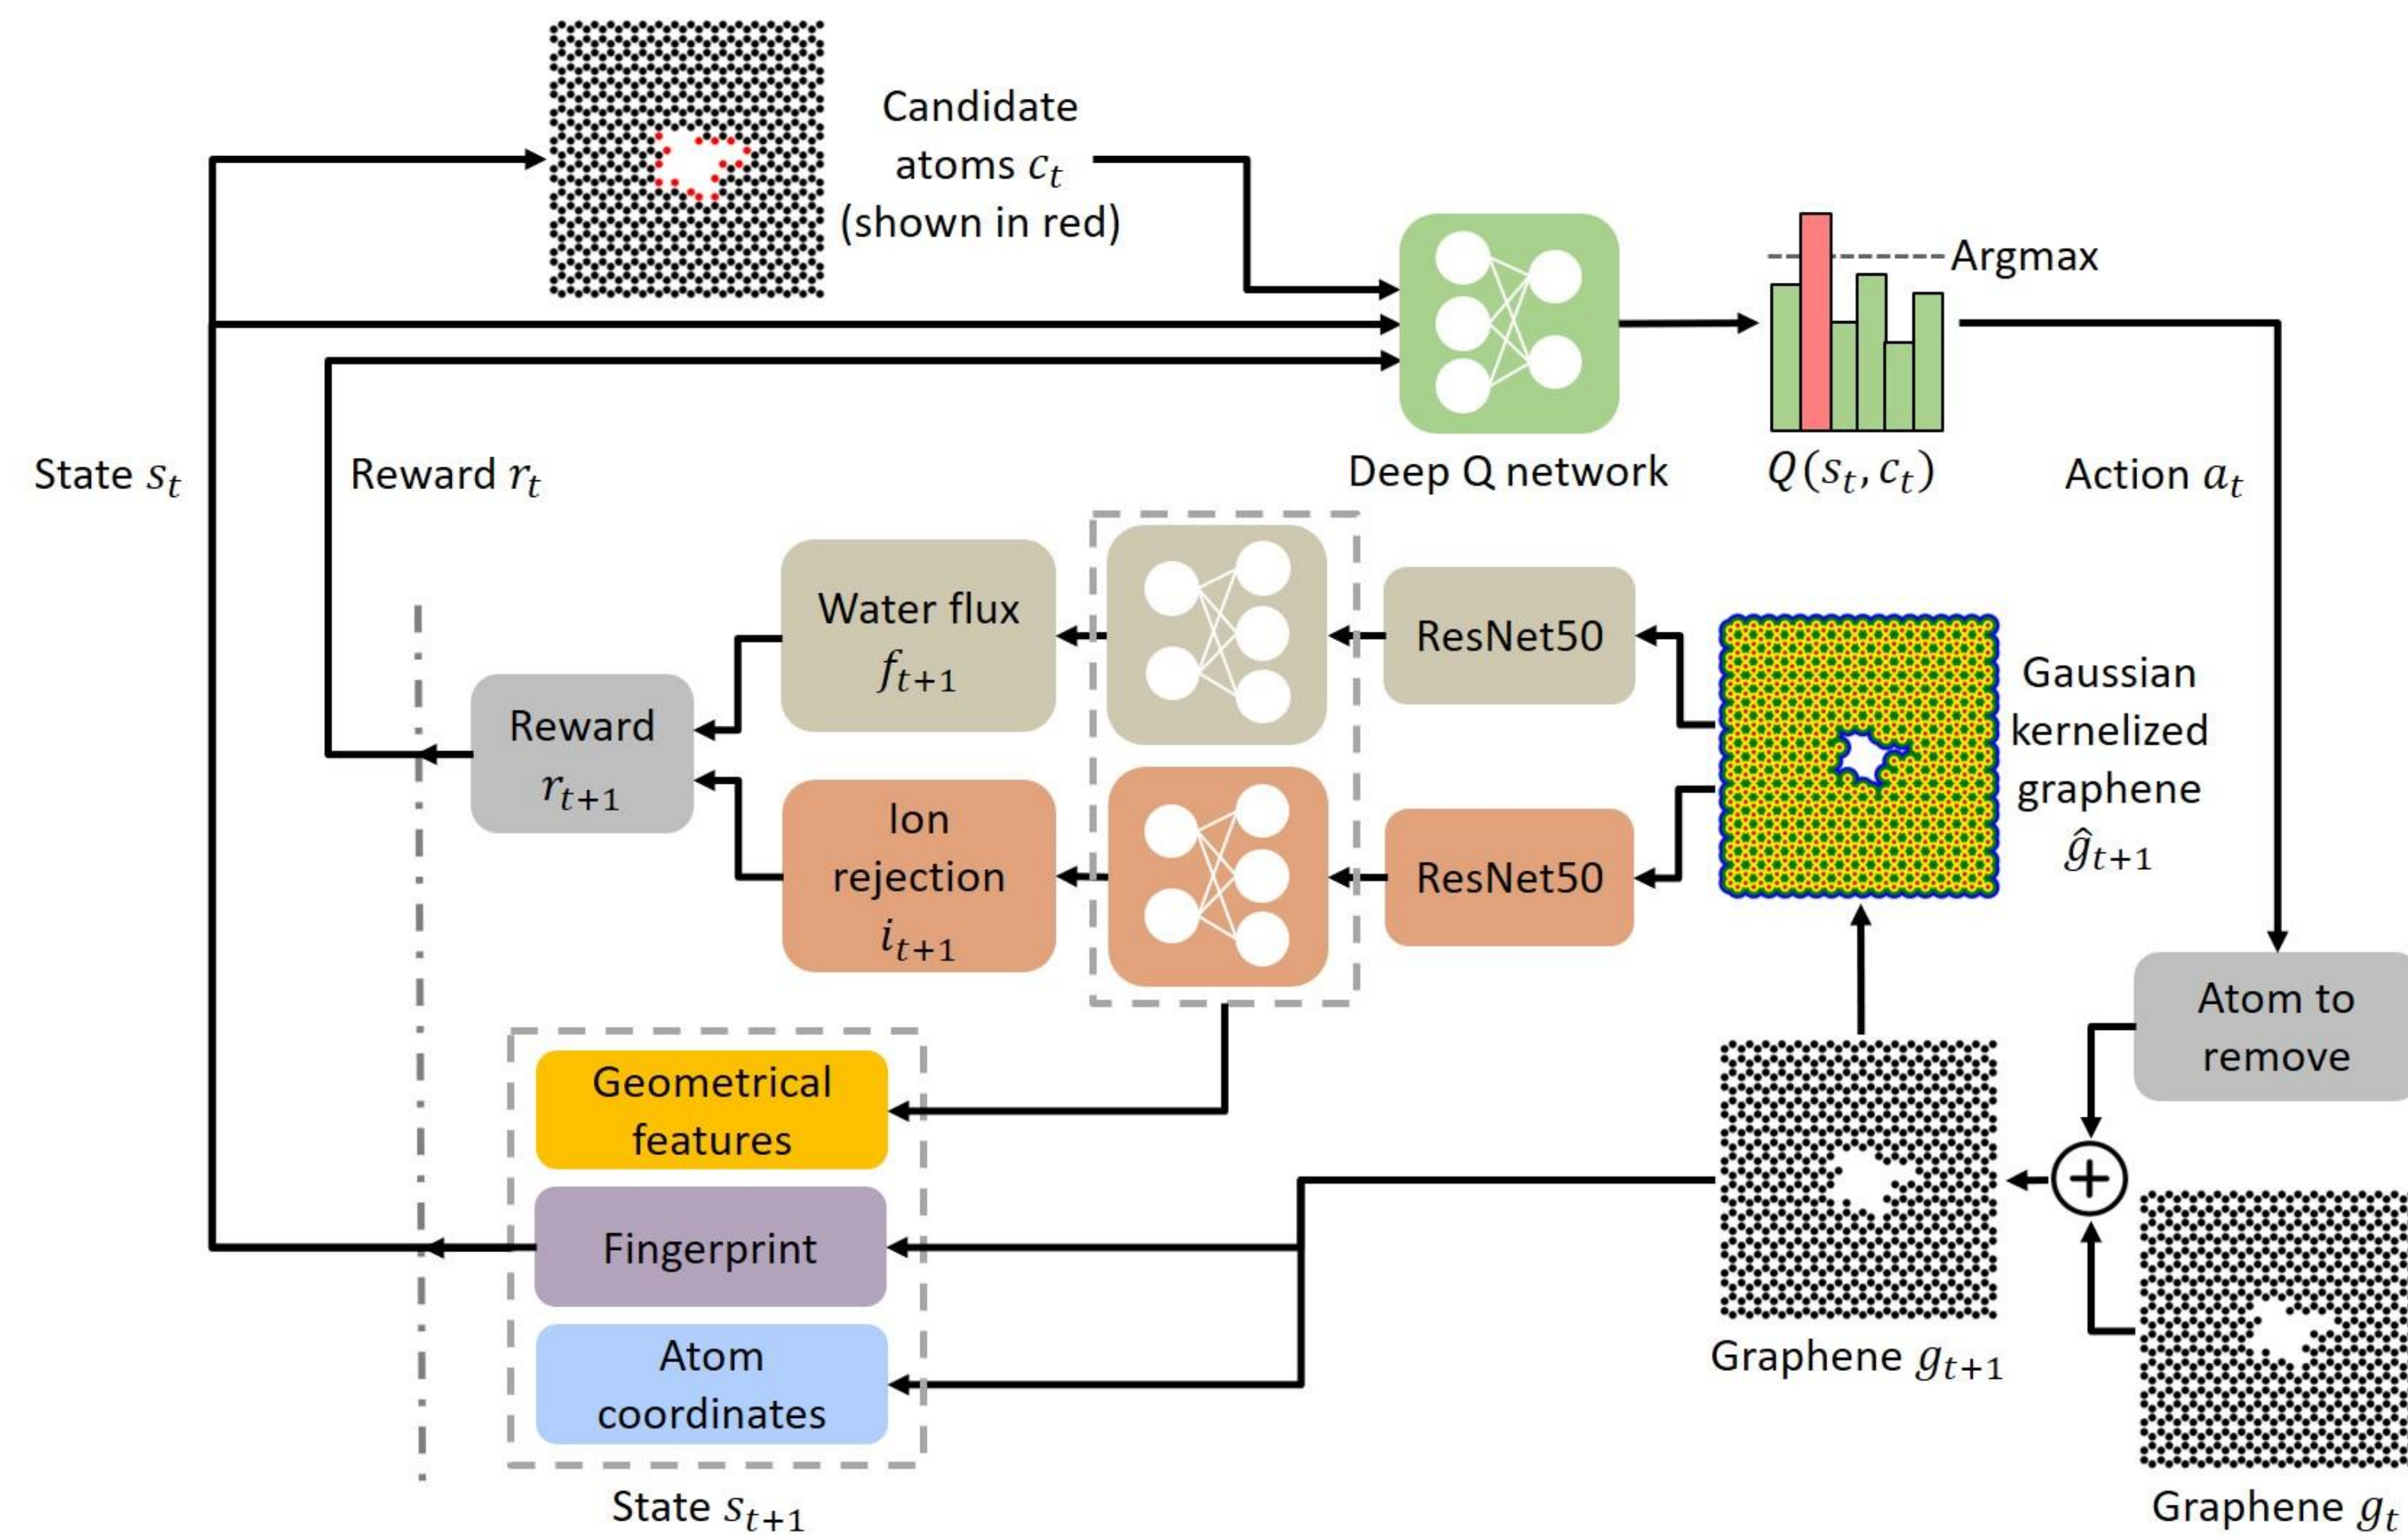 Candidate
atoms c_t
(shown in red)
Argmax
State s_t
Reward r_t
Deep Q network
Q(s_t, c_t)
Action a_t
Water flux
f_{t+1}
ResNet50
Gaussian
kernelized
graphene
ĝ_{t+1}
Reward
r_{t+1}
Ion
rejection
i_{t+1}
ResNet50
Atom to
remove
Geometrical
features
Fingerprint
Atom
coordinates
Graphene g_{t+1}
State s_{t+1}
Graphene g_t